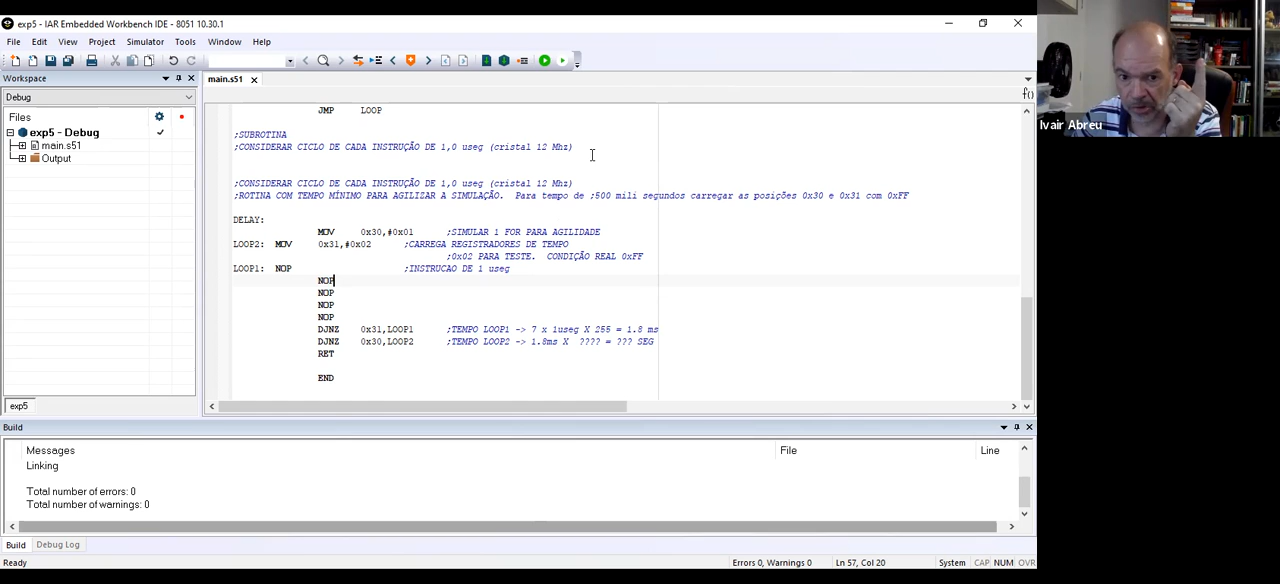 exp5 - IAR Embedded Workbench IDE - 8051 10.30.1
File Edit View Project Simulator Tools Window Help
Workspace
main.s51
Debug
Files
exp5 - Debug
main.s51
Output
exp5
f()
JMP LOOP
;SUBROTINA
;CONSIDERAR CICLO DE CADA INSTRUÇÃO DE 1,0 useg (cristal 12 Mhz)
;CONSIDERAR CICLO DE CADA INSTRUÇÃO DE 1,0 useg (cristal 12 Mhz)
;ROTINA COM TEMPO MÍNIMO PARA AGILIZAR A SIMULAÇÃO. Para tempo de ;500 mili segundos carregar as posições 0x30 e 0x31 com 0xFF
DELAY:
MOV 0x30,#0x01 ;SIMULAR 1 FOR PARA AGILIDADE
LOOP2: MOV 0x31,#0x02 ;CARREGA REGISTRADORES DE TEMPO
;0x02 PARA TESTE. CONDIÇÃO REAL 0xFF
LOOP1: NOP ;INSTRUCAO DE 1 useg
NOP
NOP
NOP
NOP
DJNZ 0x31,LOOP1 ;TEMPO LOOP1 -> 7 x 1useg X 255 = 1.8 ms
DJNZ 0x30,LOOP2 ;TEMPO LOOP2 -> 1.8ms X ???? = ??? SEG
RET
END
Build
Messages File Line
Linking
Total number of errors: 0
Total number of warnings: 0
Build Debug Log
Ready Errors 0, Warnings 0 Ln 57, Col 20 System CAP NUM OVR
Ivair Abreu